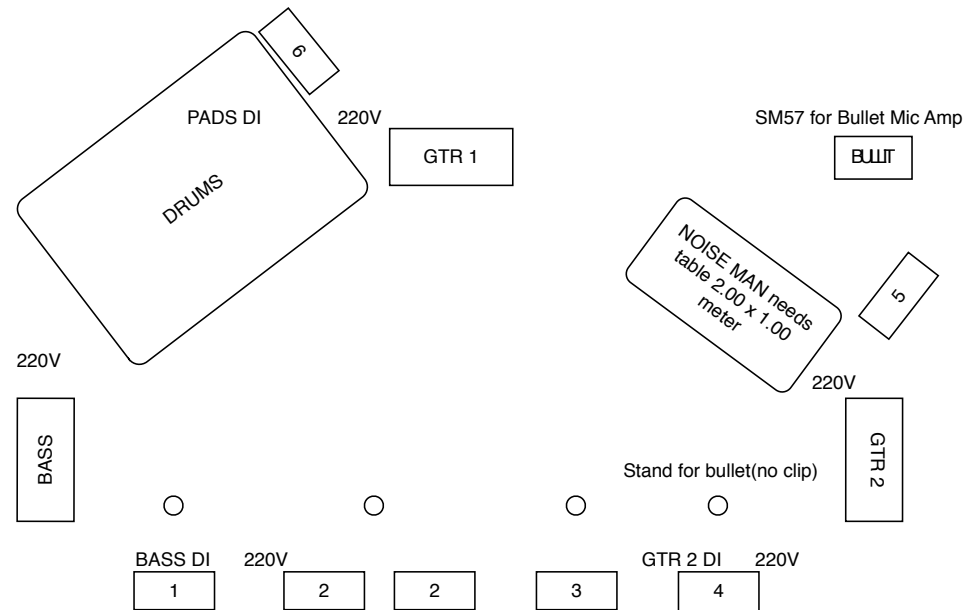 6
PADS DI
220V
SM57 for Bullet Mic Amp
GTR 1
BULLIT
DRUMS
NOISE MAN needs
table 2.00 x 1.00
meter
5
220V
220V
BASS
GTR 2
Stand for bullet(no clip)
BASS DI
220V
GTR 2 DI
220V
1
2
2
3
4